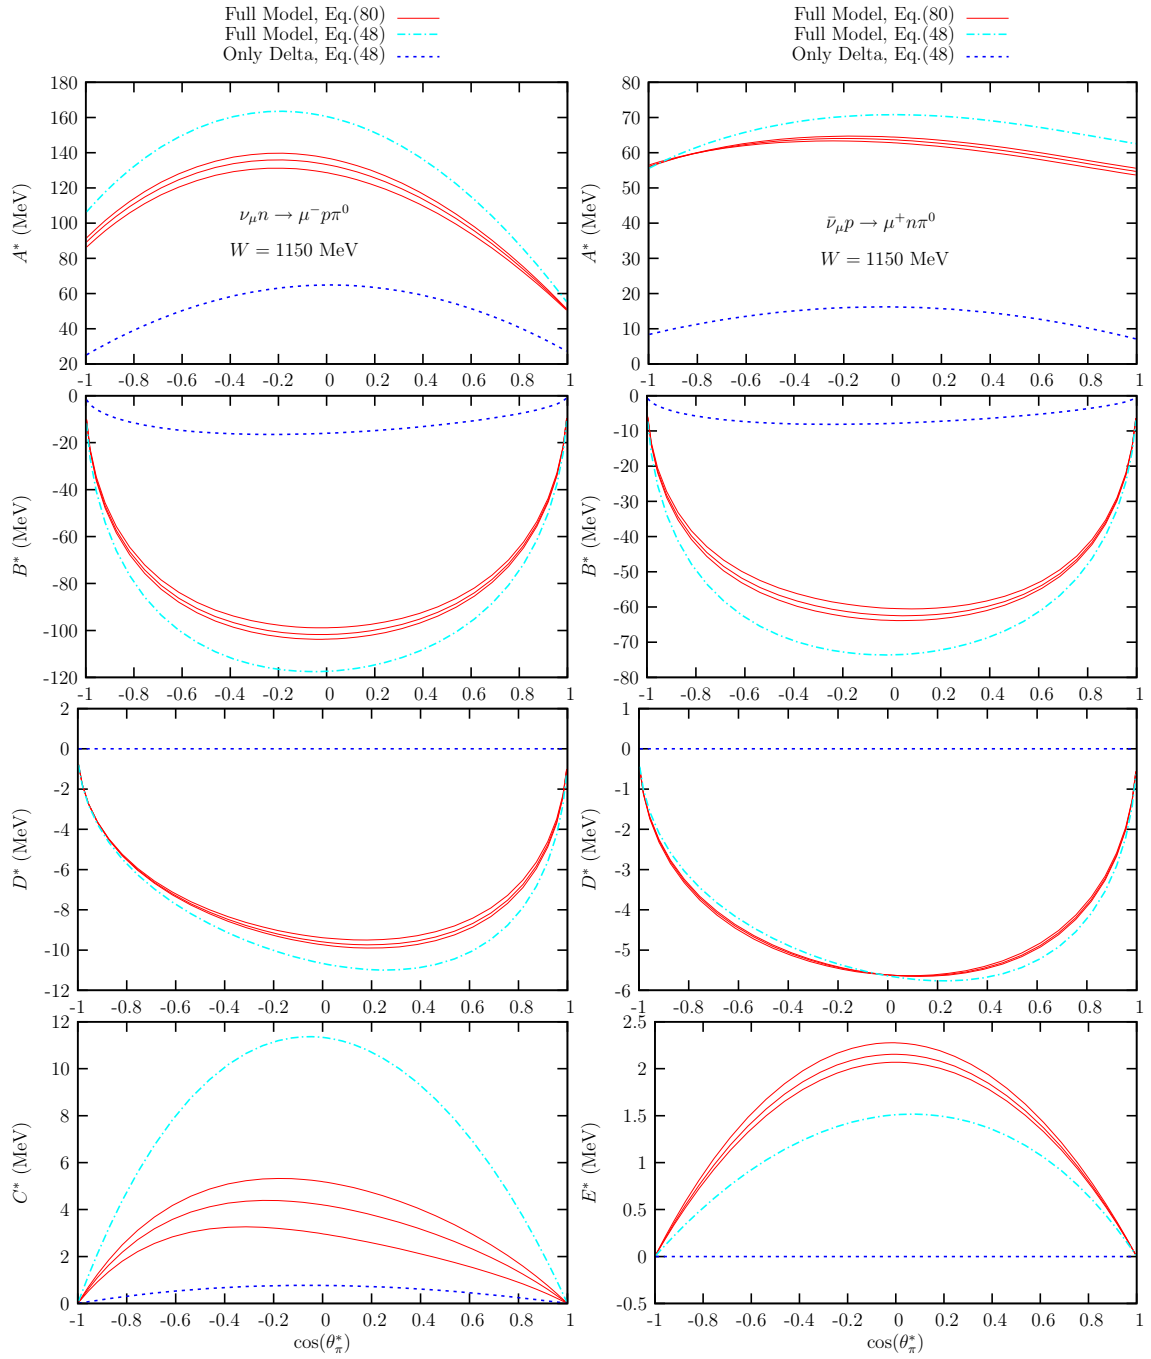 Full Model, Eq.(80)
Full Model, Eq.(48)
Only Delta, Eq.(48)
Full Model, Eq.(80)
Full Model, Eq.(48)
Only Delta, Eq.(48)
180
160
140
120
100
80
60
40
20
A* (MeV)
νμn → μ⁻pπ⁰
W = 1150 MeV
-1 -0.8 -0.6 -0.4 -0.2 0 0.2 0.4 0.6 0.8 1
80
70
60
50
40
30
20
10
0
A* (MeV)
ν̄μp → μ⁺nπ⁰
W = 1150 MeV
-1 -0.8 -0.6 -0.4 -0.2 0 0.2 0.4 0.6 0.8 1
0
-20
-40
-60
-80
-100
-120
B* (MeV)
-1 -0.8 -0.6 -0.4 -0.2 0 0.2 0.4 0.6 0.8 1
0
-10
-20
-30
-40
-50
-60
-70
-80
B* (MeV)
-1 -0.8 -0.6 -0.4 -0.2 0 0.2 0.4 0.6 0.8 1
2
0
-2
-4
-6
-8
-10
-12
D* (MeV)
-1 -0.8 -0.6 -0.4 -0.2 0 0.2 0.4 0.6 0.8 1
1
0
-1
-2
-3
-4
-5
-6
D* (MeV)
-1 -0.8 -0.6 -0.4 -0.2 0 0.2 0.4 0.6 0.8 1
12
10
8
6
4
2
0
C* (MeV)
-1 -0.8 -0.6 -0.4 -0.2 0 0.2 0.4 0.6 0.8 1
cos(θ*π)
2.5
2
1.5
1
0.5
0
-0.5
E* (MeV)
-1 -0.8 -0.6 -0.4 -0.2 0 0.2 0.4 0.6 0.8 1
cos(θ*π)